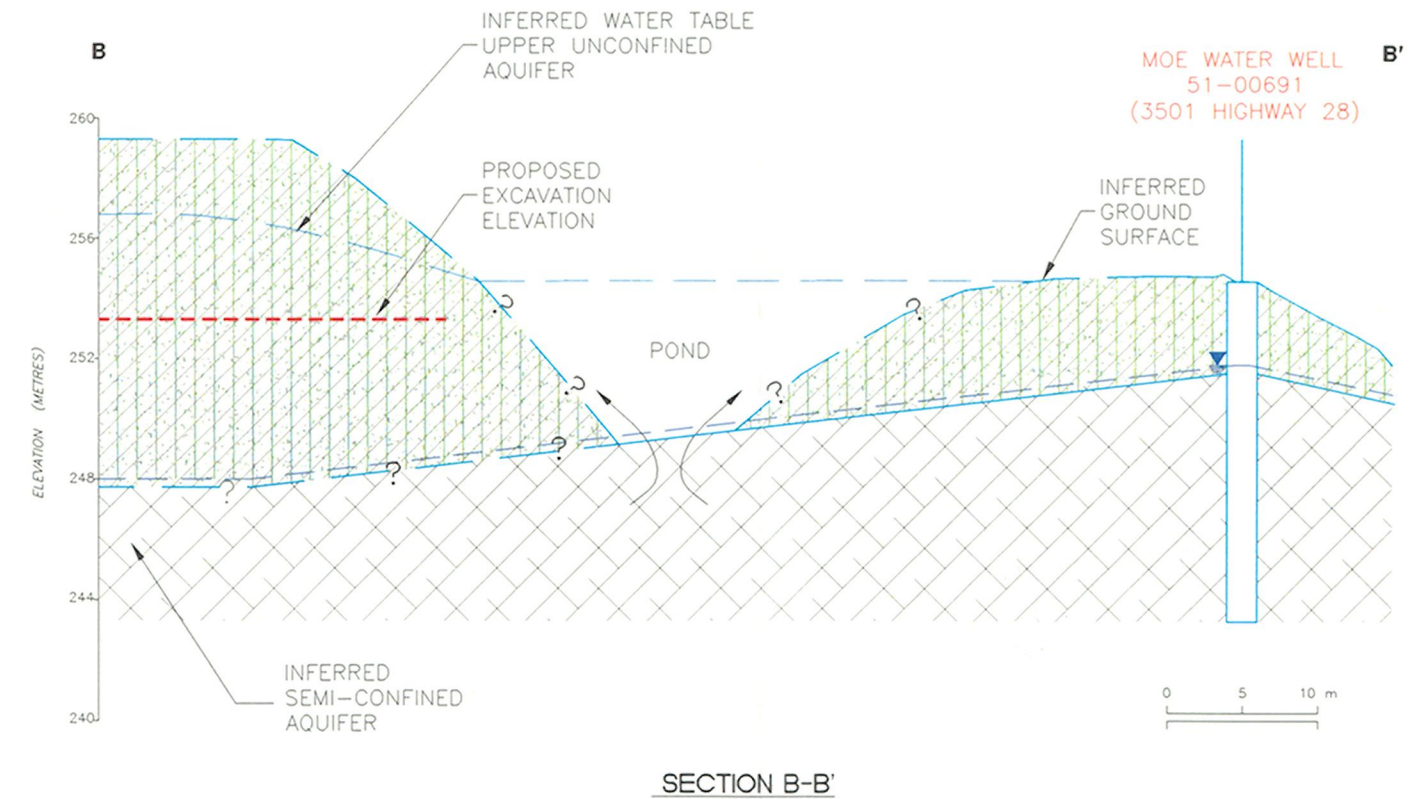 B
INFERRED WATER TABLE
UPPER UNCONFINED
AQUIFER
B'
MOE WATER WELL
51-00691
(3501 HIGHWAY 28)
260
PROPOSED
EXCAVATION
ELEVATION
INFERRED
GROUND
SURFACE
256
?
?
POND
252
?
?
ELEVATION (METRES)
?
?
248
?
244
INFERRED
SEMI-CONFINED
AQUIFER
0 5 10 m
240
SECTION B-B'